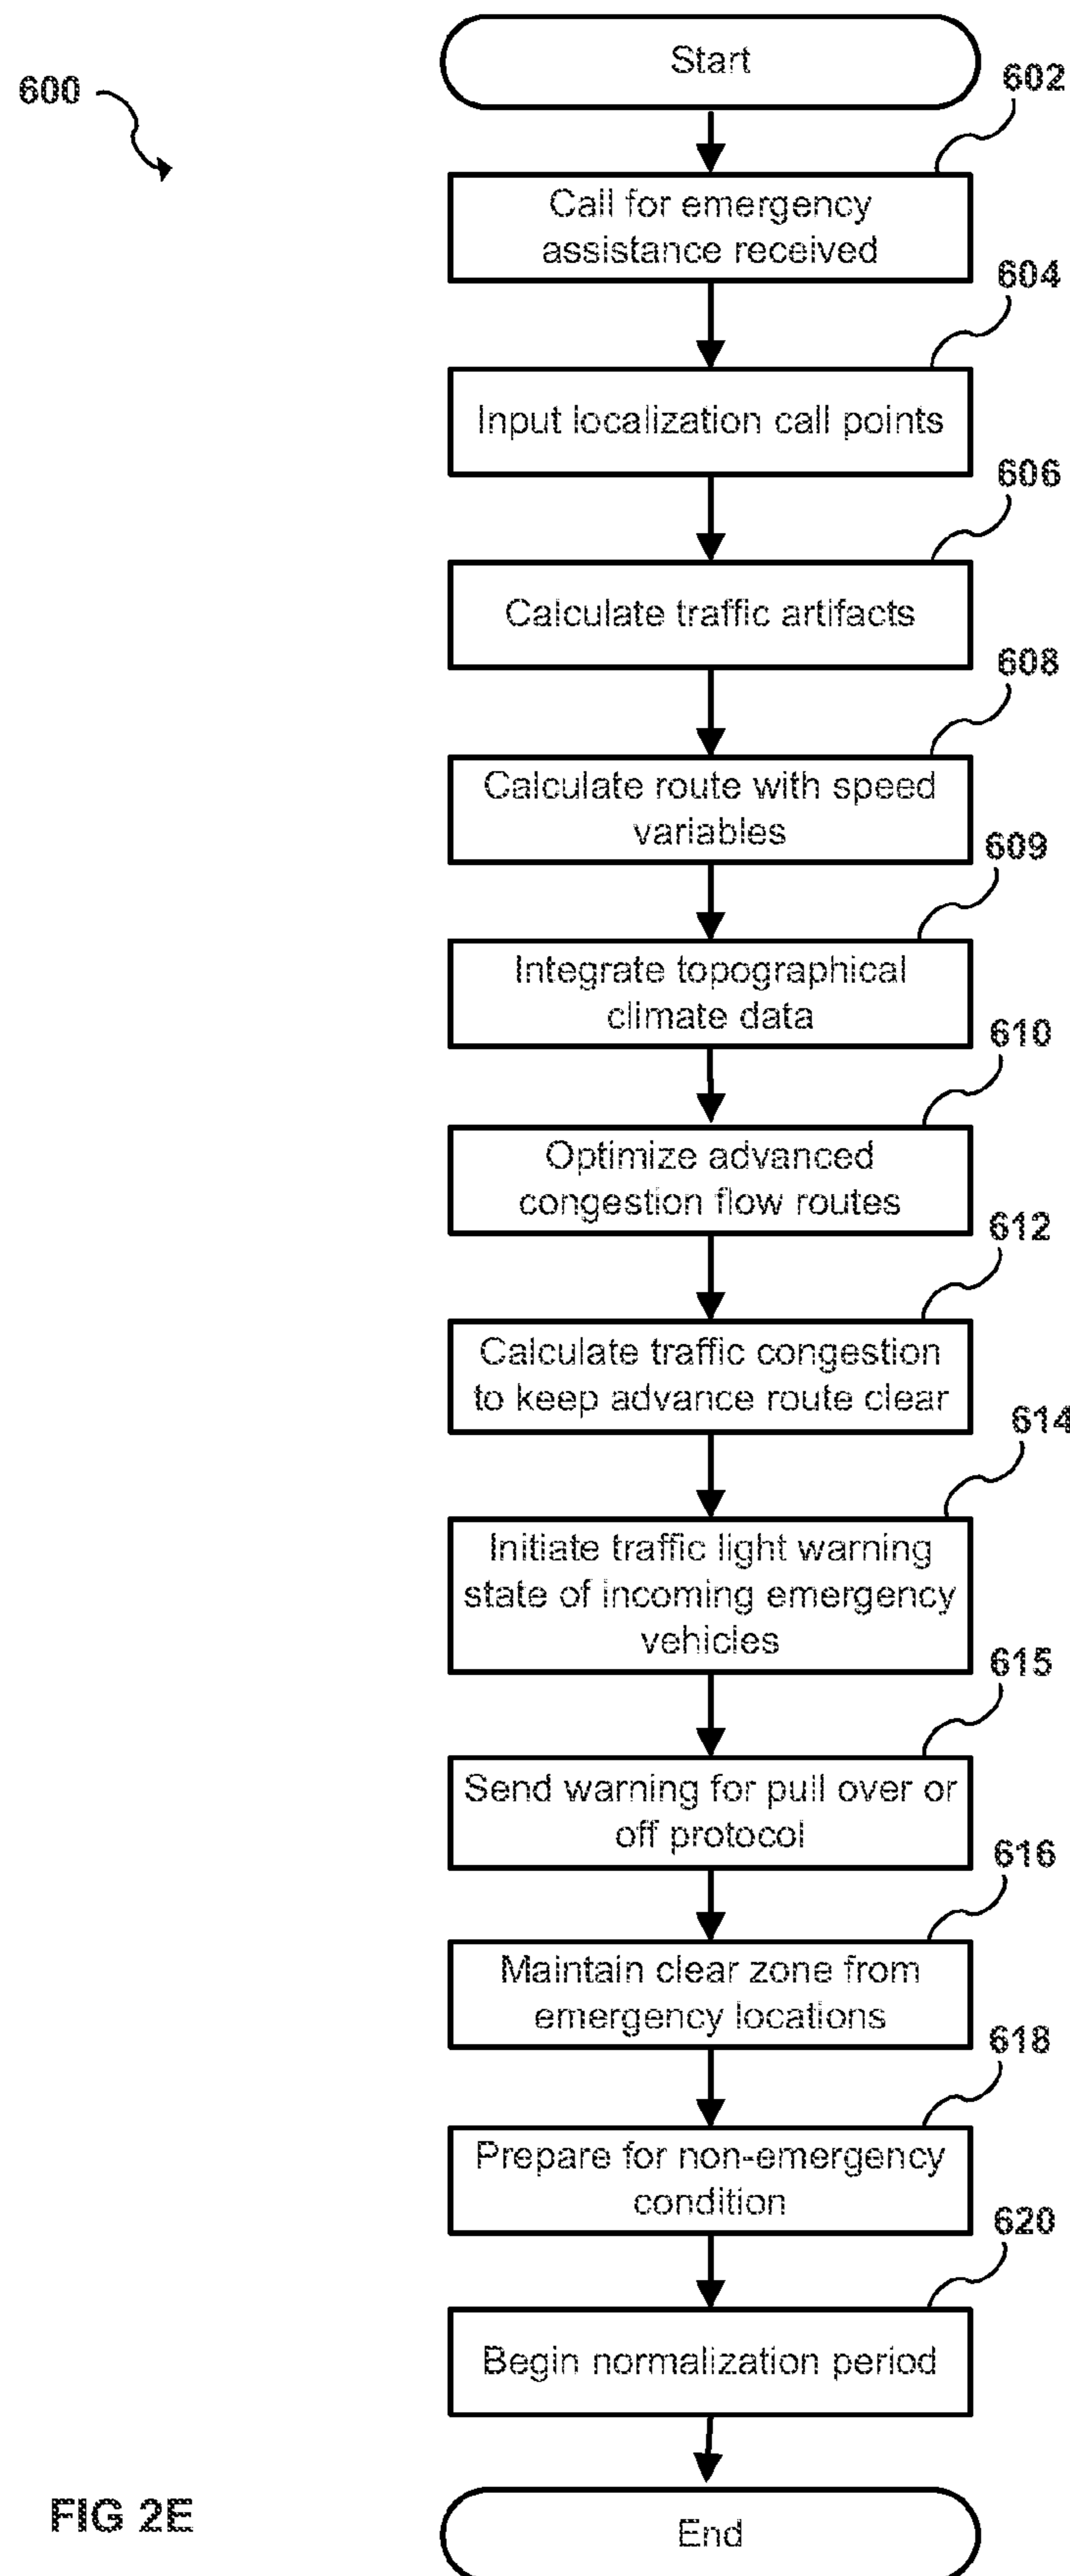 Start
600
602
Call for emergency
assistance received
604
Input localization call points
606
Calculate traffic artifacts
608
Calculate route with speed
variables
609
Integrate topographical
climate data
610
Optimize advanced
congestion flow routes
612
Calculate traffic congestion
to keep advance route clear
614
Initiate traffic light warning
state of incoming emergency
vehicles
615
Send warning for pull over or
off protocol
616
Maintain clear zone from
emergency locations
618
Prepare for non-emergency
condition
620
Begin normalization period
FIG 2E
End